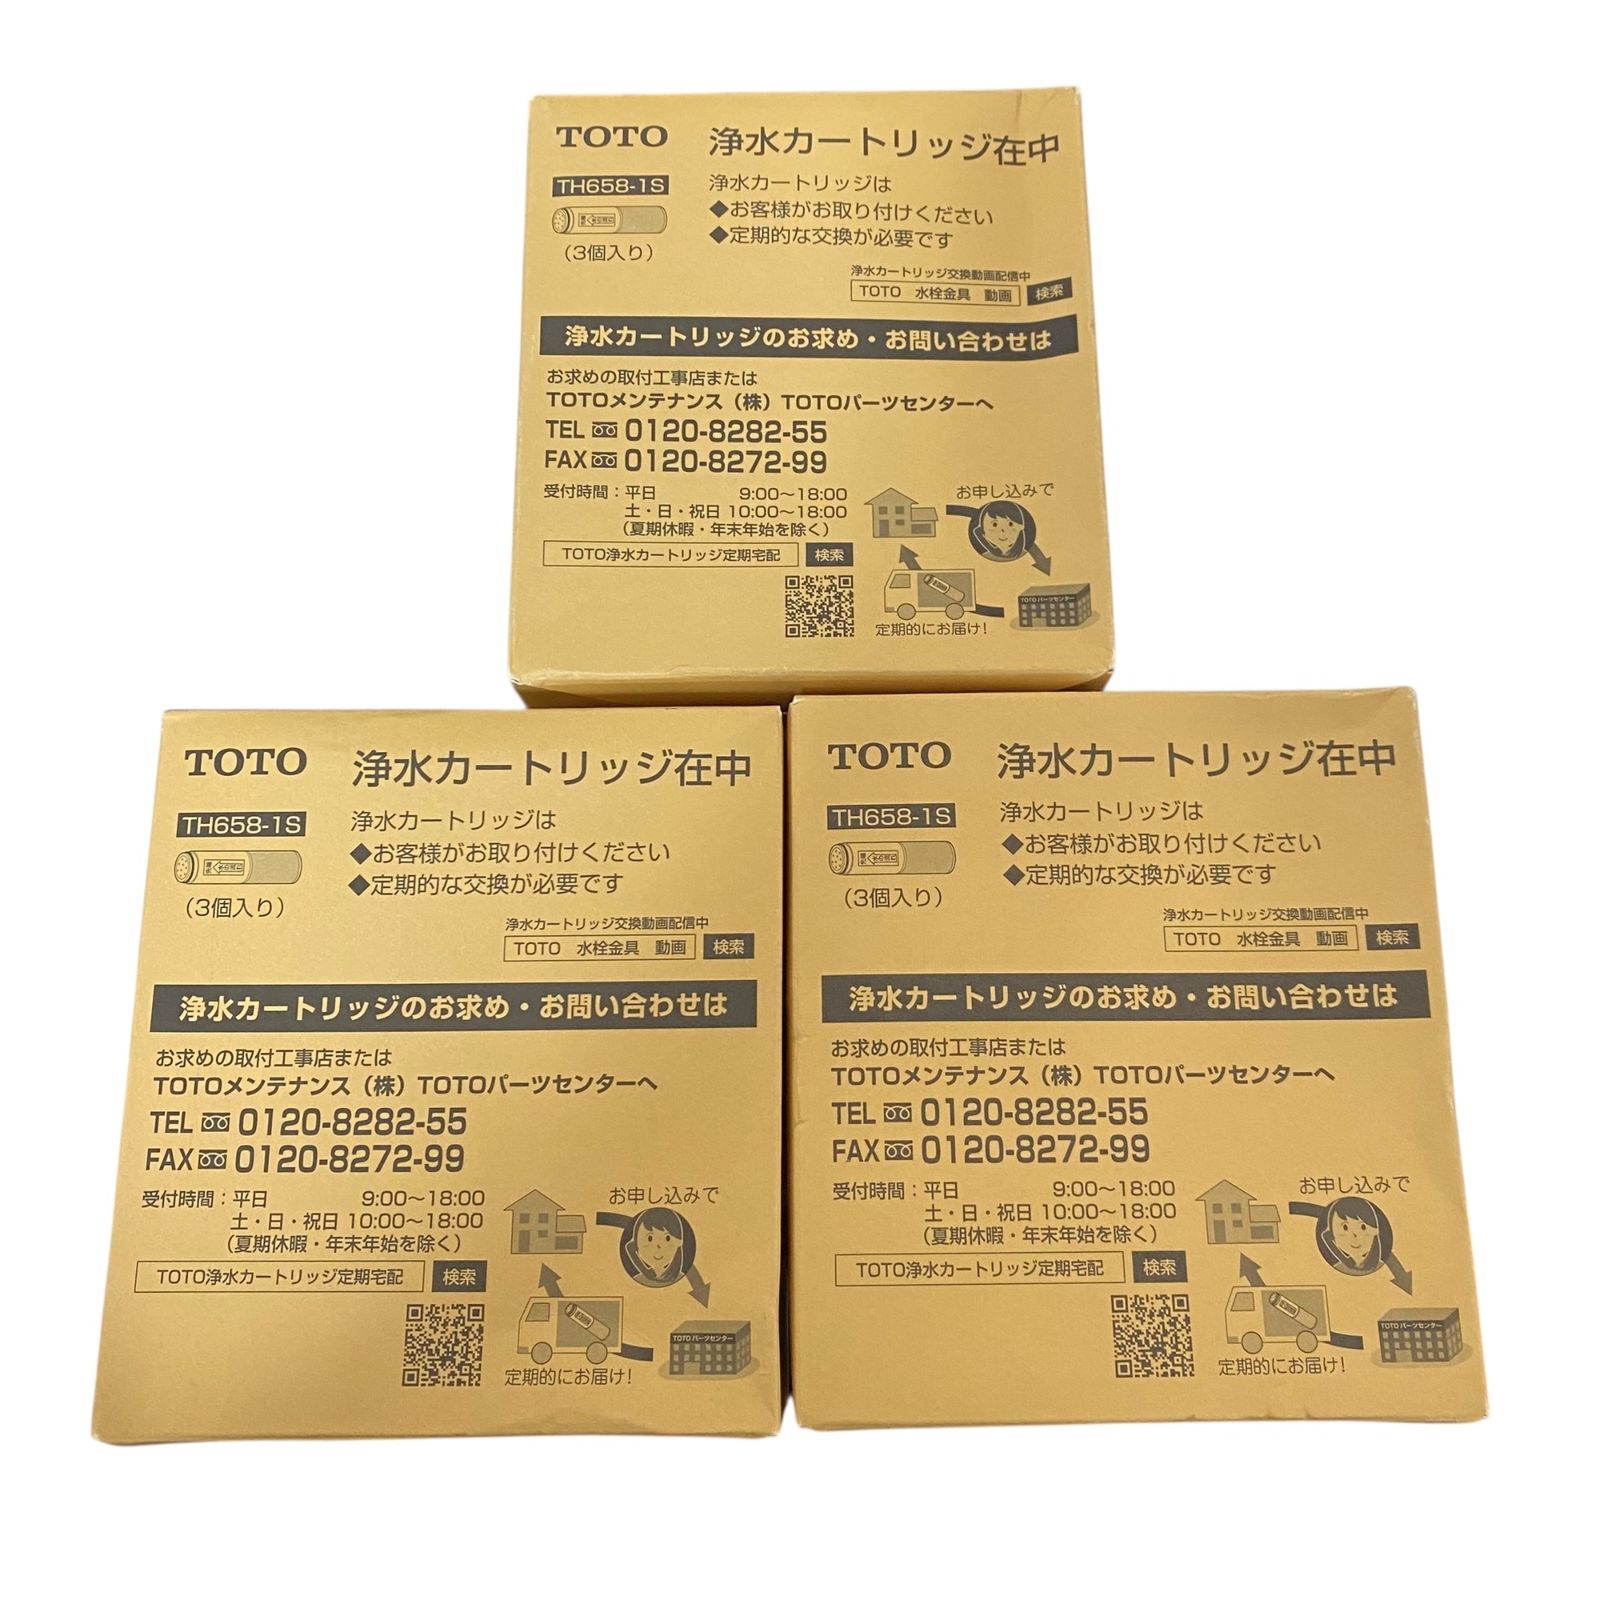 TOTO 浄水カートリッジ在中
TH658-1S
(3個入り)
浄水カートリッジは
◆お客様がお取り付けください
◆定期的な交換が必要です
浄水カートリッジ交換動画配信中
TOTO 水栓金具 動画 検索
浄水カートリッジのお求め・お問い合わせは
お求めの取付工事店または
TOTOメンテナンス(株)TOTOパーツセンターへ
TEL 0120-8282-55
FAX 0120-8272-99
受付時間:平日 9:00~18:00
土・日・祝日 10:00~18:00
(夏期休暇・年末年始を除く)
TOTO浄水カートリッジ定期宅配 検索
お申し込みで
TOTO パーツセンター
定期的にお届け!
TOTO 浄水カートリッジ在中
TH658-1S
(3個入り)
浄水カートリッジは
◆お客様がお取り付けください
◆定期的な交換が必要です
浄水カートリッジ交換動画配信中
TOTO 水栓金具 動画 検索
浄水カートリッジのお求め・お問い合わせは
お求めの取付工事店または
TOTOメンテナンス(株)TOTOパーツセンターへ
TEL 0120-8282-55
FAX 0120-8272-99
受付時間:平日 9:00~18:00
土・日・祝日 10:00~18:00
(夏期休暇・年末年始を除く)
TOTO浄水カートリッジ定期宅配 検索
お申し込みで
TOTO パーツセンター
定期的にお届け!
TOTO 浄水カートリッジ在中
TH658-1S
(3個入り)
浄水カートリッジは
◆お客様がお取り付けください
◆定期的な交換が必要です
浄水カートリッジ交換動画配信中
TOTO 水栓金具 動画 検索
浄水カートリッジのお求め・お問い合わせは
お求めの取付工事店または
TOTOメンテナンス(株)TOTOパーツセンターへ
TEL 0120-8282-55
FAX 0120-8272-99
受付時間:平日 9:00~18:00
土・日・祝日 10:00~18:00
(夏期休暇・年末年始を除く)
TOTO浄水カートリッジ定期宅配 検索
お申し込みで
TOTO パーツセンター
定期的にお届け!